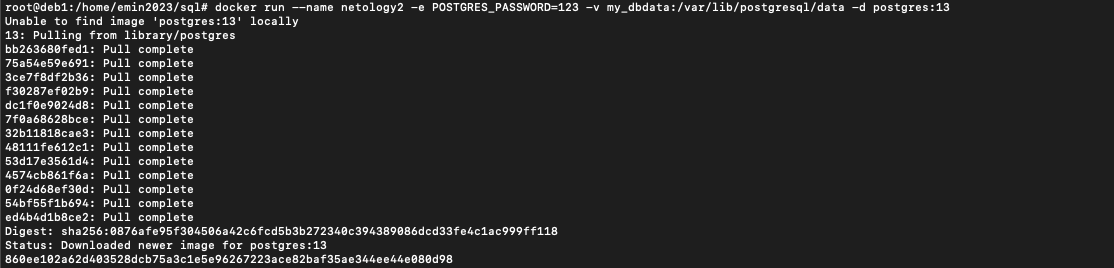 root@deb1:/home/emin2023/sql# docker run --name netology2 -e POSTGRES_PASSWORD=123 -v my_dbdata:/var/lib/postgresql/data -d postgres:13
Unable to find image 'postgres:13' locally
13: Pulling from library/postgres
bb263680fed1: Pull complete
75a54e59e691: Pull complete
3ce7f8df2b36: Pull complete
f30287ef02b9: Pull complete
dc1f0e9024d8: Pull complete
7f0a68628bce: Pull complete
32b11818cae3: Pull complete
48111fe612c1: Pull complete
53d17e3561d4: Pull complete
4574cb861f6a: Pull complete
0f24d68ef30d: Pull complete
54bf55f1b694: Pull complete
ed4b4d1b8ce2: Pull complete
Digest: sha256:0876afe95f304506a42c6fcd5b3b272340c394389086dcd33fe4c1ac999ff118
Status: Downloaded newer image for postgres:13
860ee102a62d403528dcb75a3c1e5e96267223ace82baf35ae344ee44e080d98